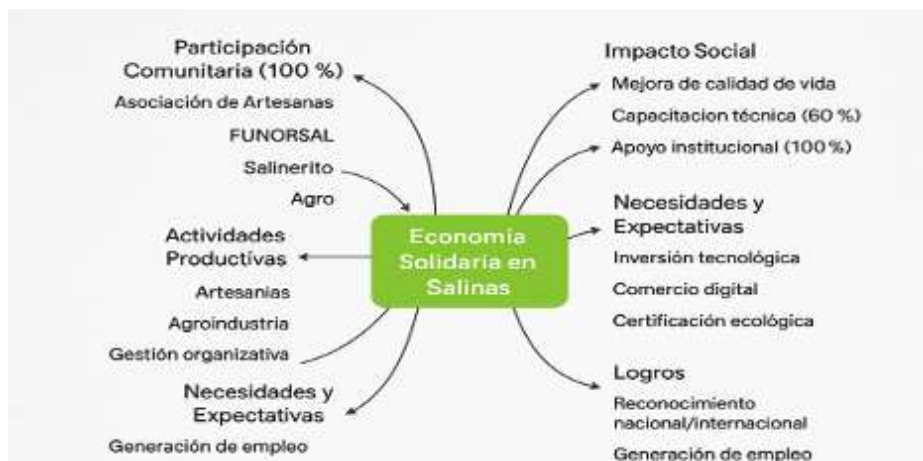 Participación
Comunitaria (100 %)
Asociación de Artesanas
FUNORSAL
Salinerito
Agro
Actividades
Productivas
Artesanias
Agroindustria
Gestión organizativa
Necesidades y
Expectativas
Generación de empleo
Economía
Solidaría en
Salinas
Impacto Social
Mejora de calidad de vida
Capacitacion técnica (60 %)
Apoyo institucional (100 %)
Necesidades y
Expectativas
Inversión tecnológica
Comercio digital
Certificación ecológica
Logros
Reconocimiento
nacional/internacional
Generación de empleo